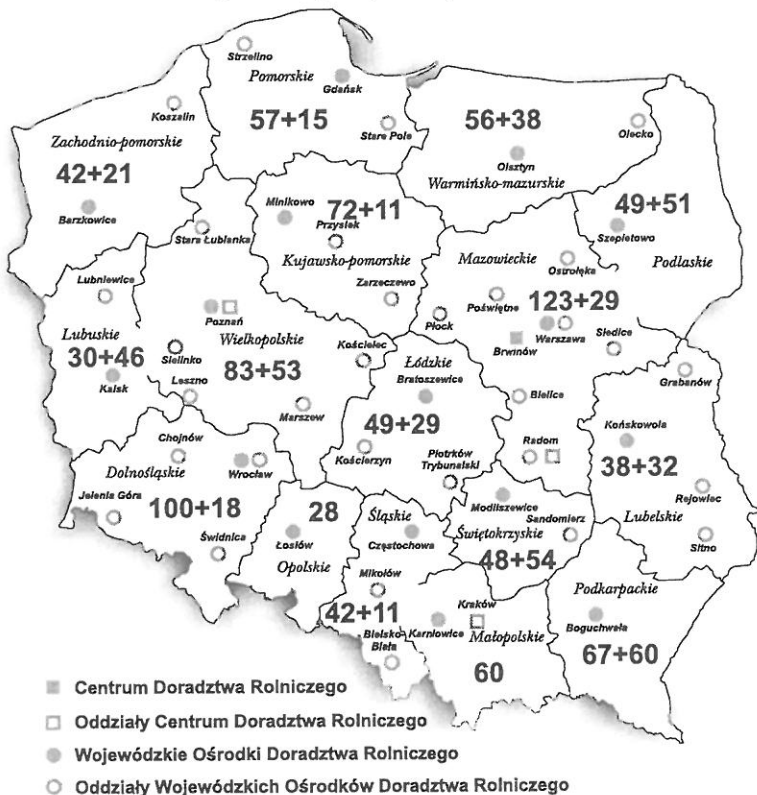 Strzelino
Pomorskie
Gdańsk
57+15
Stare Pole
Koszalin
Zachodnio-pomorskie
42+21
Barzkowice
56+38
Olecko
Olsztyn
Warmińsko-mazurskie
49+51
Szepietowo
Podlaskie
Minikowo
72+11
Przysiek
Kujawsko-pomorskie
Zarzeczewo
Stara Łubianka
Mazowieckie
Ostrołęka
Poświętne
123+29
Płock
Warszawa
Siedlce
Brwinów
Bielice
Radom
Lubniewice
Lubuskie
30+46
Kalsk
Poznań
Wielkopolskie
Sielinko
83+53
Kościelec
Leszno
Marszew
Łódzkie
Bratoszewice
49+29
Kościerzyn
Piotrków
Trybunalski
Grabanów
Końskowola
38+32
Rejowiec
Lubelskie
Sitno
Chojnów
Dolnośląskie
Wrocław
Jelenia Góra
100+18
Świdnica
28
Łosiów
Opolskie
Śląskie
Częstochowa
Mikołów
42+11
Bielsko-
Biała
Modliszewice
Sandomierz
Świętokrzyskie
48+54
Kraków
Karniowice
Małopolskie
60
Podkarpackie
Boguchwała
67+60
Centrum Doradztwa Rolniczego
Oddziały Centrum Doradztwa Rolniczego
Wojewódzkie Ośrodki Doradztwa Rolniczego
Oddziały Wojewódzkich Ośrodków Doradztwa Rolniczego